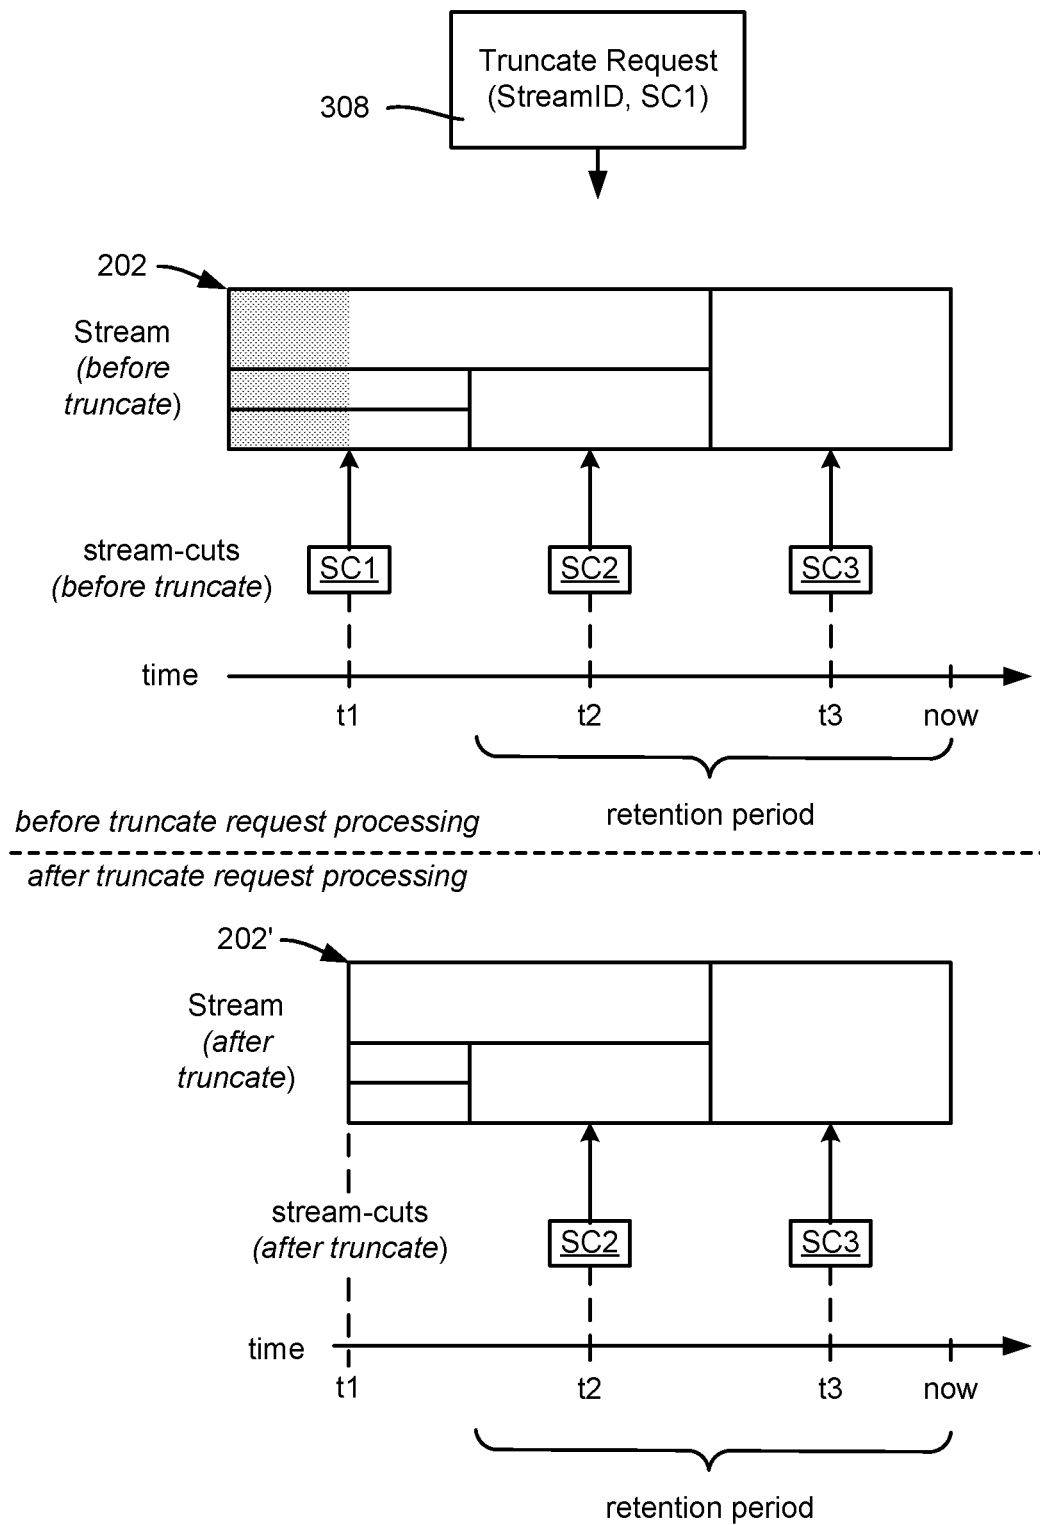 Truncate Request
(StreamID, SC1)
308
202
Stream
(before
truncate)
stream-cuts
(before truncate)
SC1
SC2
SC3
time
t1
t2
t3
now
retention period
before truncate request processing
after truncate request processing
202'
Stream
(after
truncate)
stream-cuts
(after truncate)
SC2
SC3
time
t1
t2
t3
now
retention period